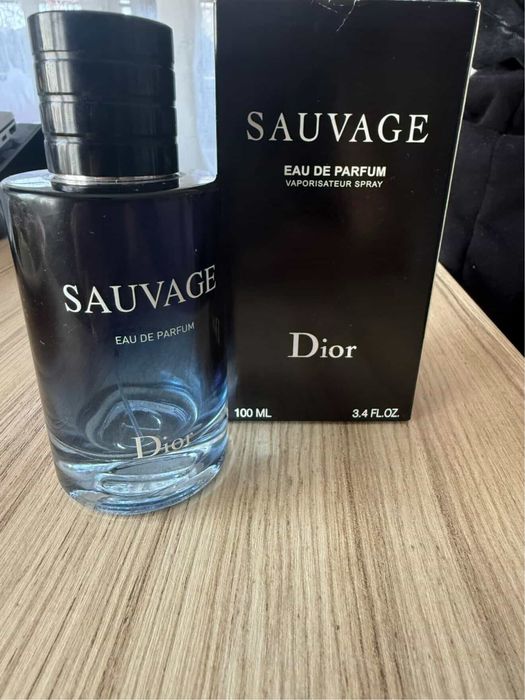 SAUVAGE
EAU DE PARFUM
Dior
SAUVAGE
EAU DE PARFUM
VAPORISATEUR SPRAY
Dior
100 ML 3.4 FL.OZ.